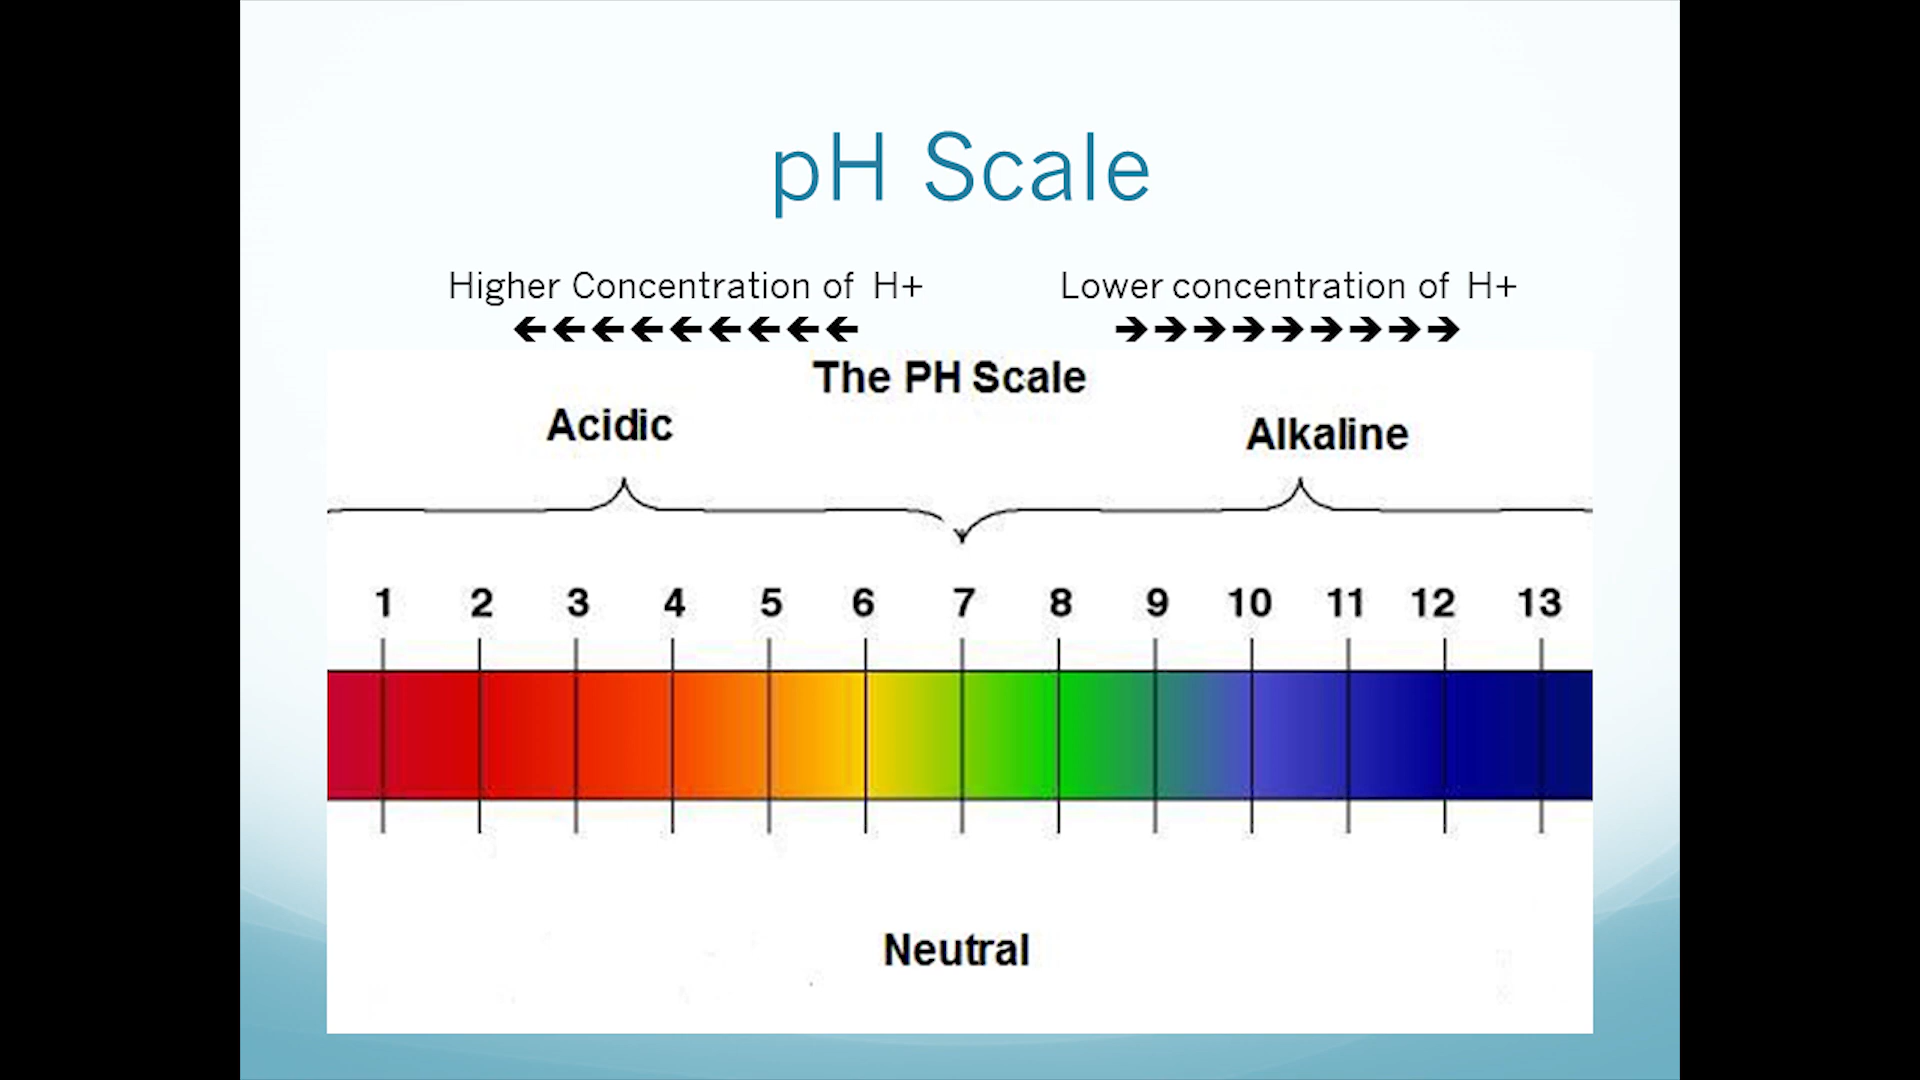 pH Scale
Higher Concentration of H+
Lower concentration of H+
←←←←←←←←←
→→→→→→→→→
The PH Scale
Acidic
Alkaline
1 2 3 4 5 6 7 8 9 10 11 12 13
Neutral